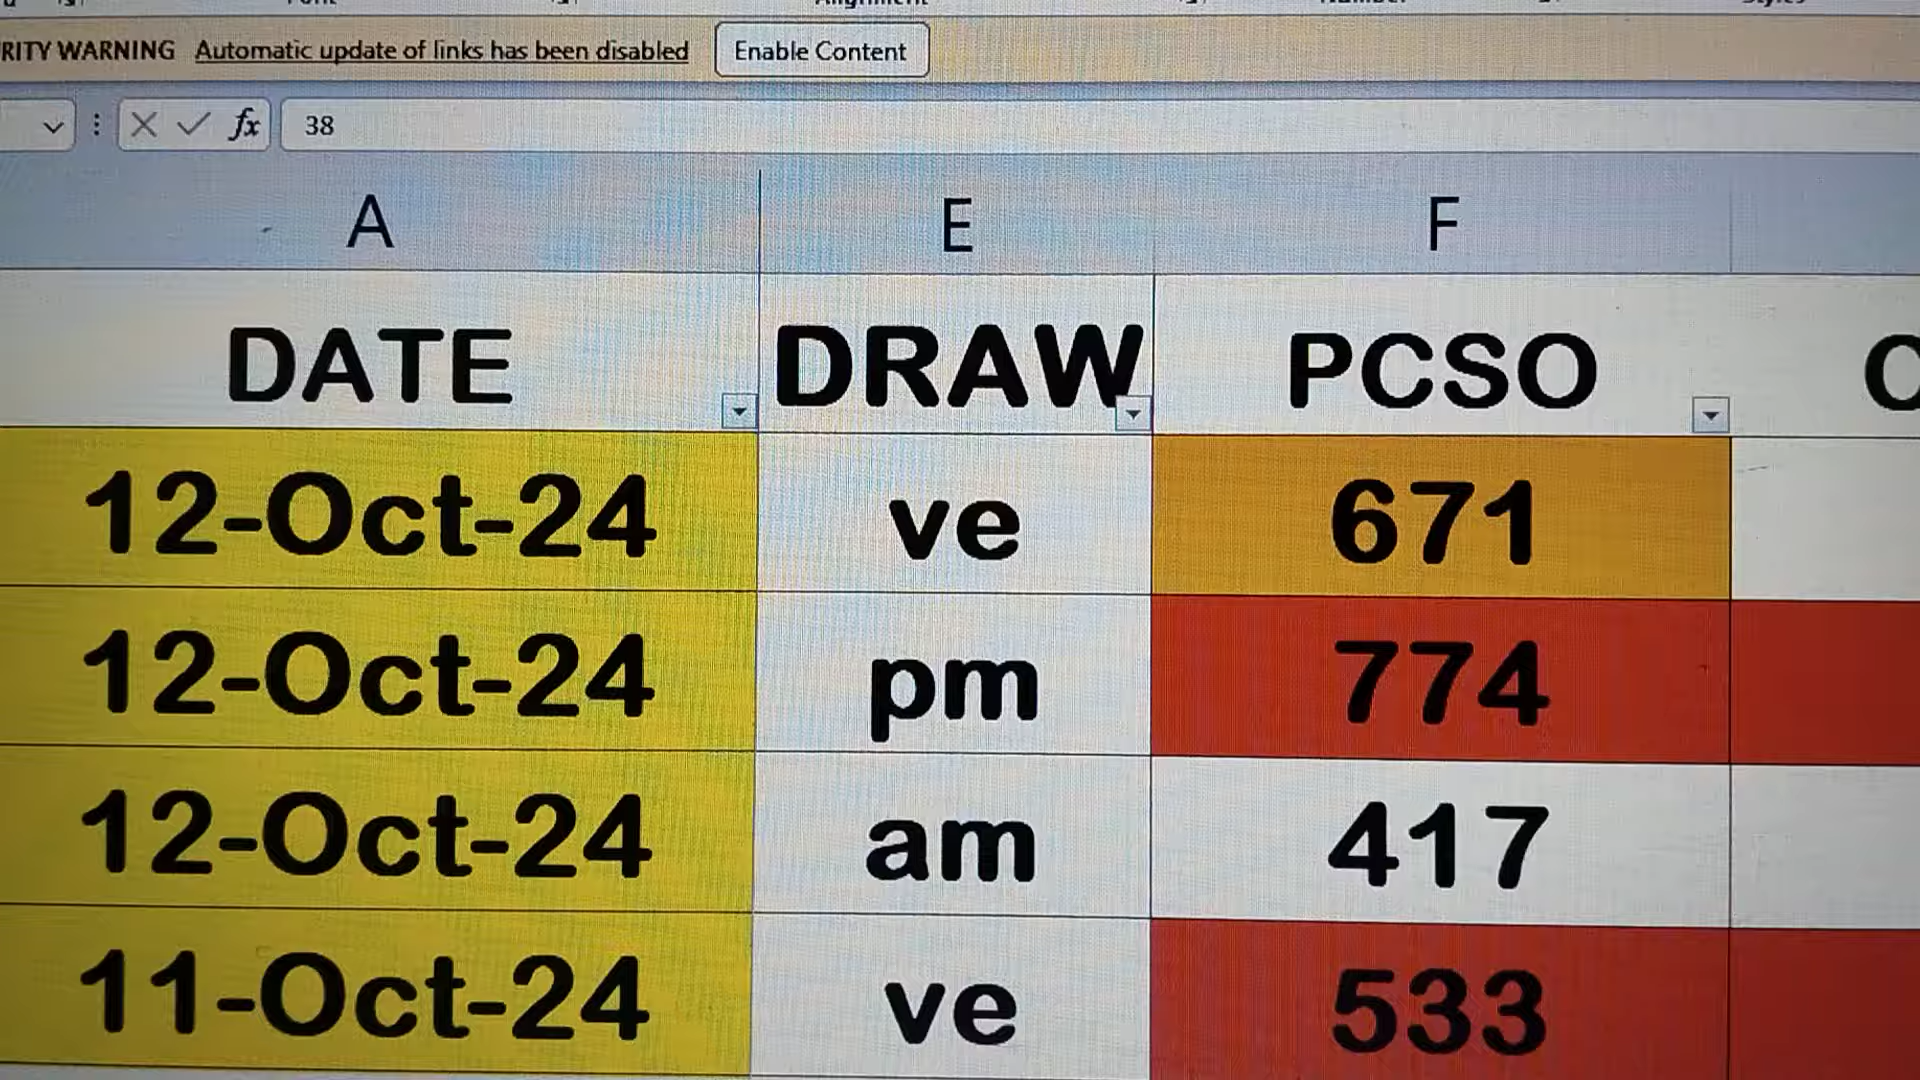 RITY WARNING Automatic update of links has been disabled Enable Content
fx 38
A E F
DATE DRAW PCSO
12-Oct-24 ve 671
12-Oct-24 pm 774
12-Oct-24 am 417
11-Oct-24 ve 533